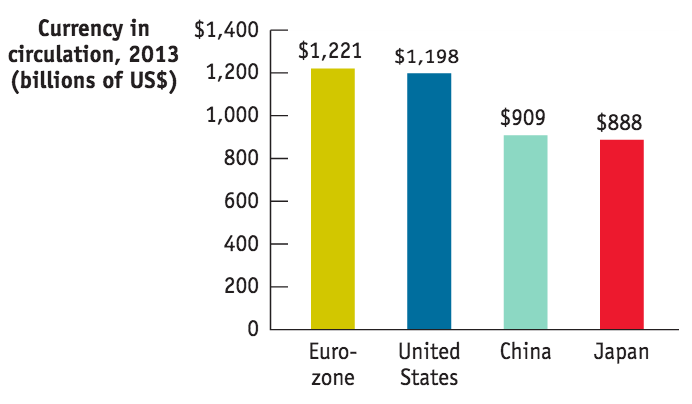 Currency in
circulation, 2013
(billions of US$)
$1,400
1,200
1,000
800
600
400
200
0
$1,221
$1,198
$909
$888
Euro-
zone
United
States
China
Japan